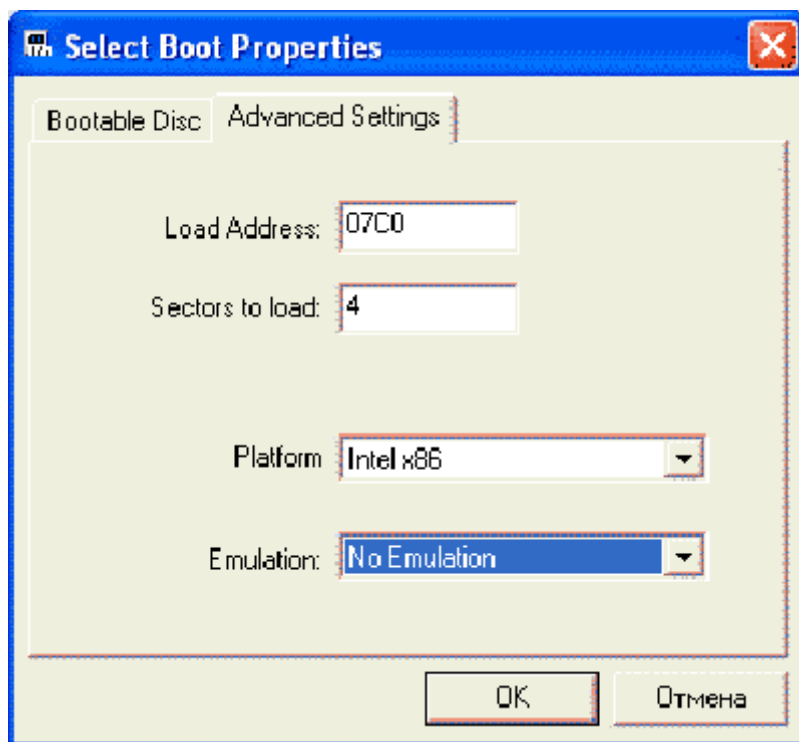 Select Boot Properties
Bootable Disc Advanced Settings
Load Address: 07C0
Sectors to load: 4
Platform Intel x86
Emulation: No Emulation
OK Отмена